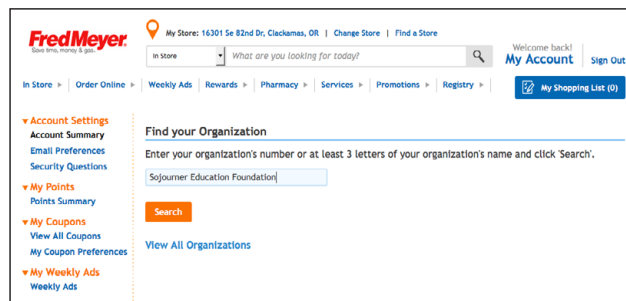 FredMeyer.
Save time, money & gas.
My Store: 16301 Se 82nd Dr, Clackamas, OR | Change Store | Find a Store
In Store What are you looking for today?
Welcome back!
My Account Sign Out
In Store Order Online Weekly Ads Rewards Pharmacy Services Promotions Registry
My Shopping List (0)
Account Settings
Account Summary
Email Preferences
Security Questions
My Points
Points Summary
My Coupons
View All Coupons
My Coupon Preferences
My Weekly Ads
Weekly Ads
Find your Organization
Enter your organization's number or at least 3 letters of your organization's name and click 'Search'.
Sojourner Education Foundation
Search
View All Organizations